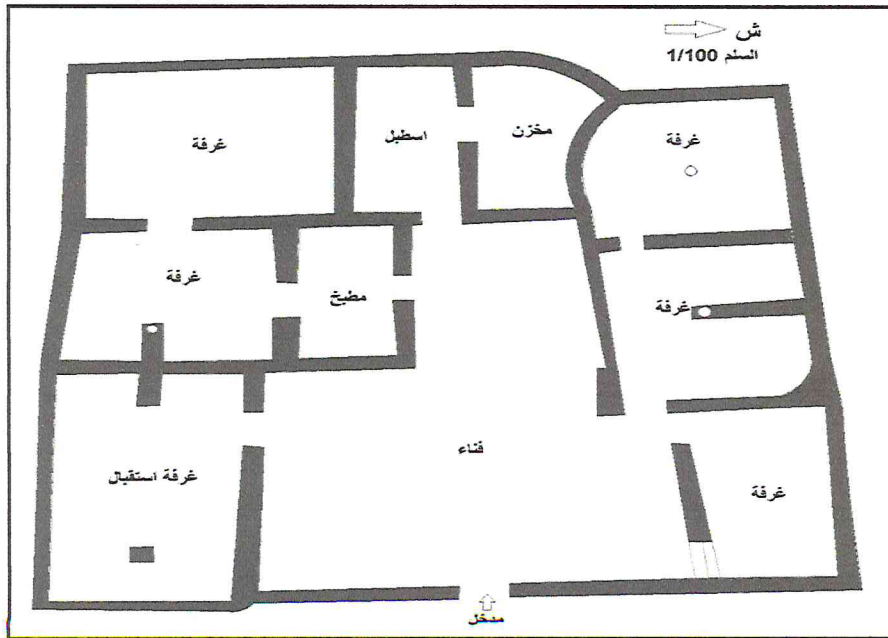 ش
السلم 1/100
غرفة
اسطبل
مخزن
غرفة
غرفة
مطبخ
غرفة
غرفة استقبال
فناء
غرفة
مدخل